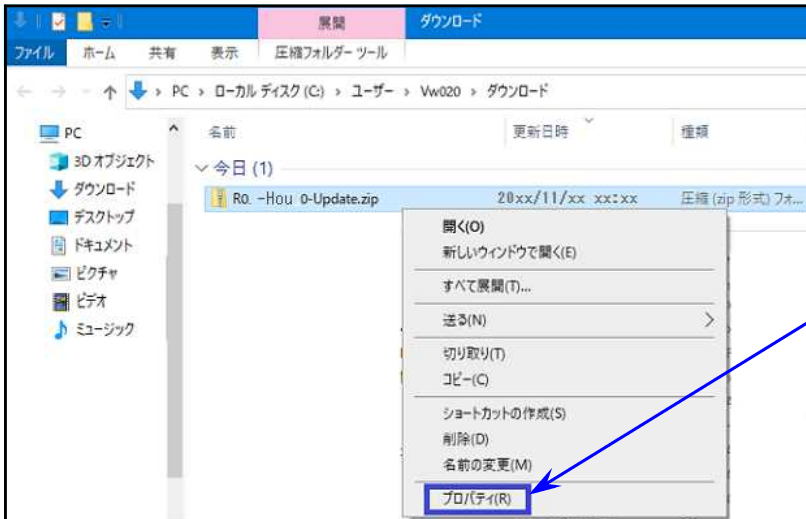 展開
ダウンロード
ファイル ホーム 共有 表示 圧縮フォルダー ツール
PC › ローカル ディスク (C:) › ユーザー › Vw020 › ダウンロード
PC
3D オブジェクト
ダウンロード
デスクトップ
ドキュメント
ピクチャ
ビデオ
ミュージック
名前 更新日時 種類
今日 (1)
R0. -Hou 0-Update.zip 20xx/11/xx xx:xx 圧縮 (zip 形式) フォ...
開く(O)
新しいウィンドウで開く(E)
すべて展開(T)...
送る(N)
切り取り(T)
コピー(C)
ショートカットの作成(S)
削除(D)
名前の変更(M)
プロパティ(R)